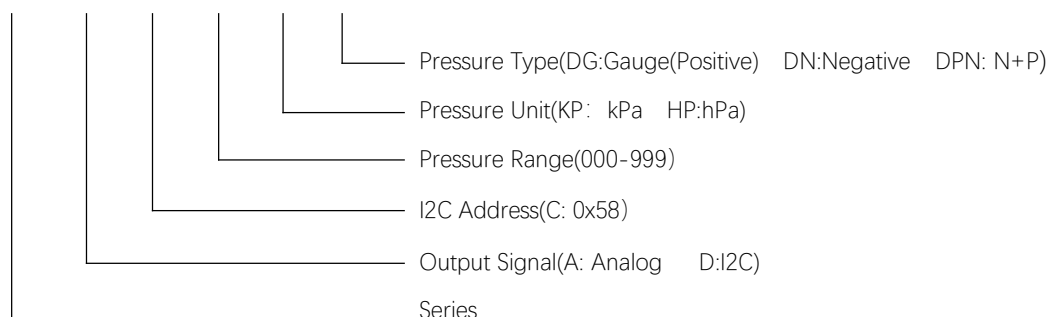 Pressure Type(DG:Gauge(Positive) DN:Negative DPN: N+P)
Pressure Unit(KP： kPa HP:hPa)
Pressure Range(000-999）
I2C Address(C: 0x58）
Output Signal(A: Analog D:I2C)
Series